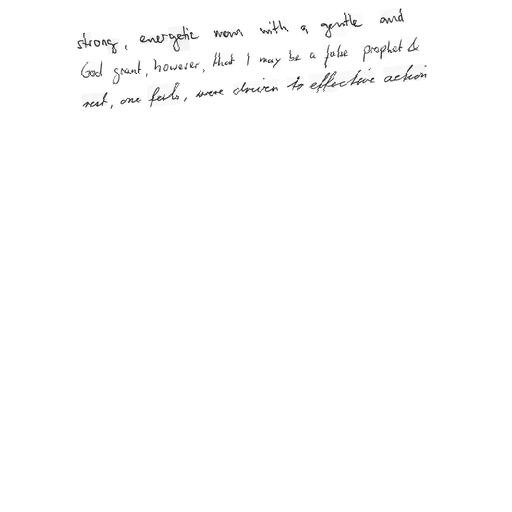 strong, energetic man with a gentle and
God grant, however, that I may be a false prophet &
rest, one feels, were driven to effective action